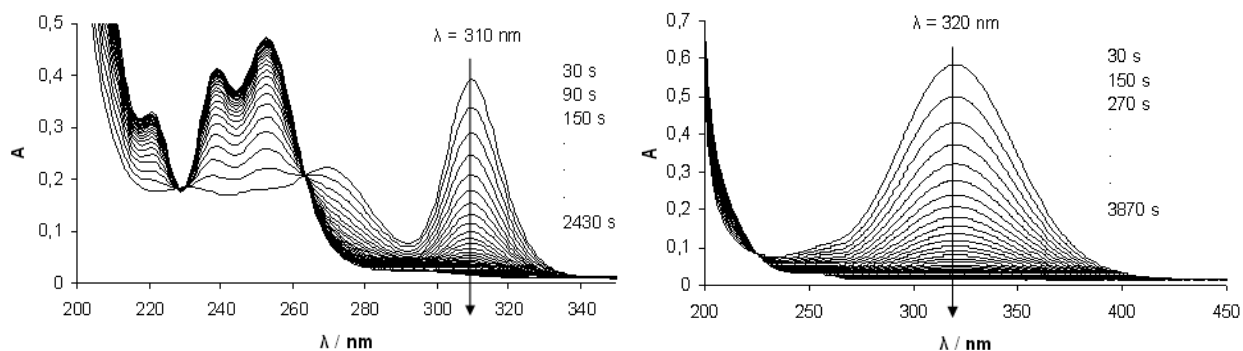 0,5
0,4
0,3
0,2
0,1
0
A
200 220 240 260 280 300 320 340
λ / nm
λ = 310 nm
30 s
90 s
150 s
.
.
.
2430 s
0,7
0,6
0,5
0,4
0,3
0,2
0,1
0
A
200 250 300 350 400 450
λ / nm
λ = 320 nm
30 s
150 s
270 s
.
.
.
3870 s